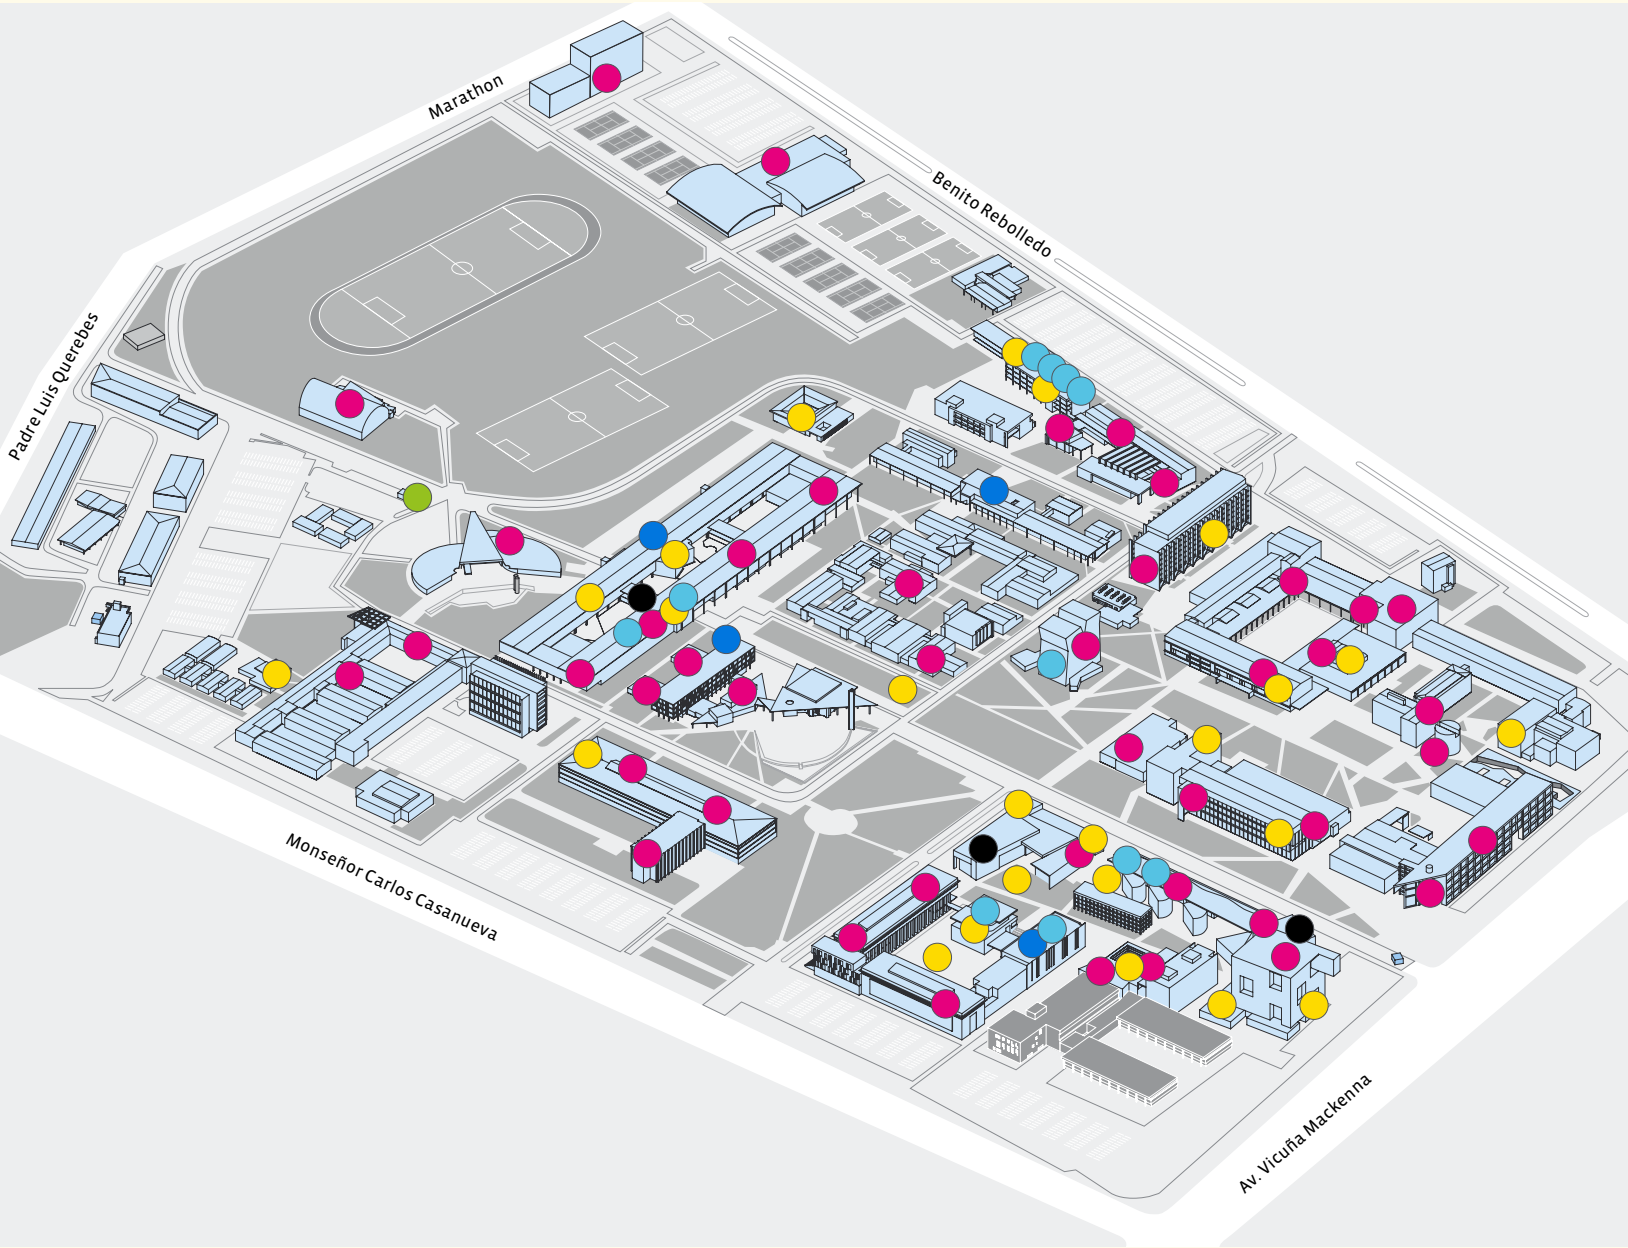 Marathon
Benito Rebolledo
Padre Luis Querebes
Monseñor Carlos Casanueva
Av. Vicuña Mackenna